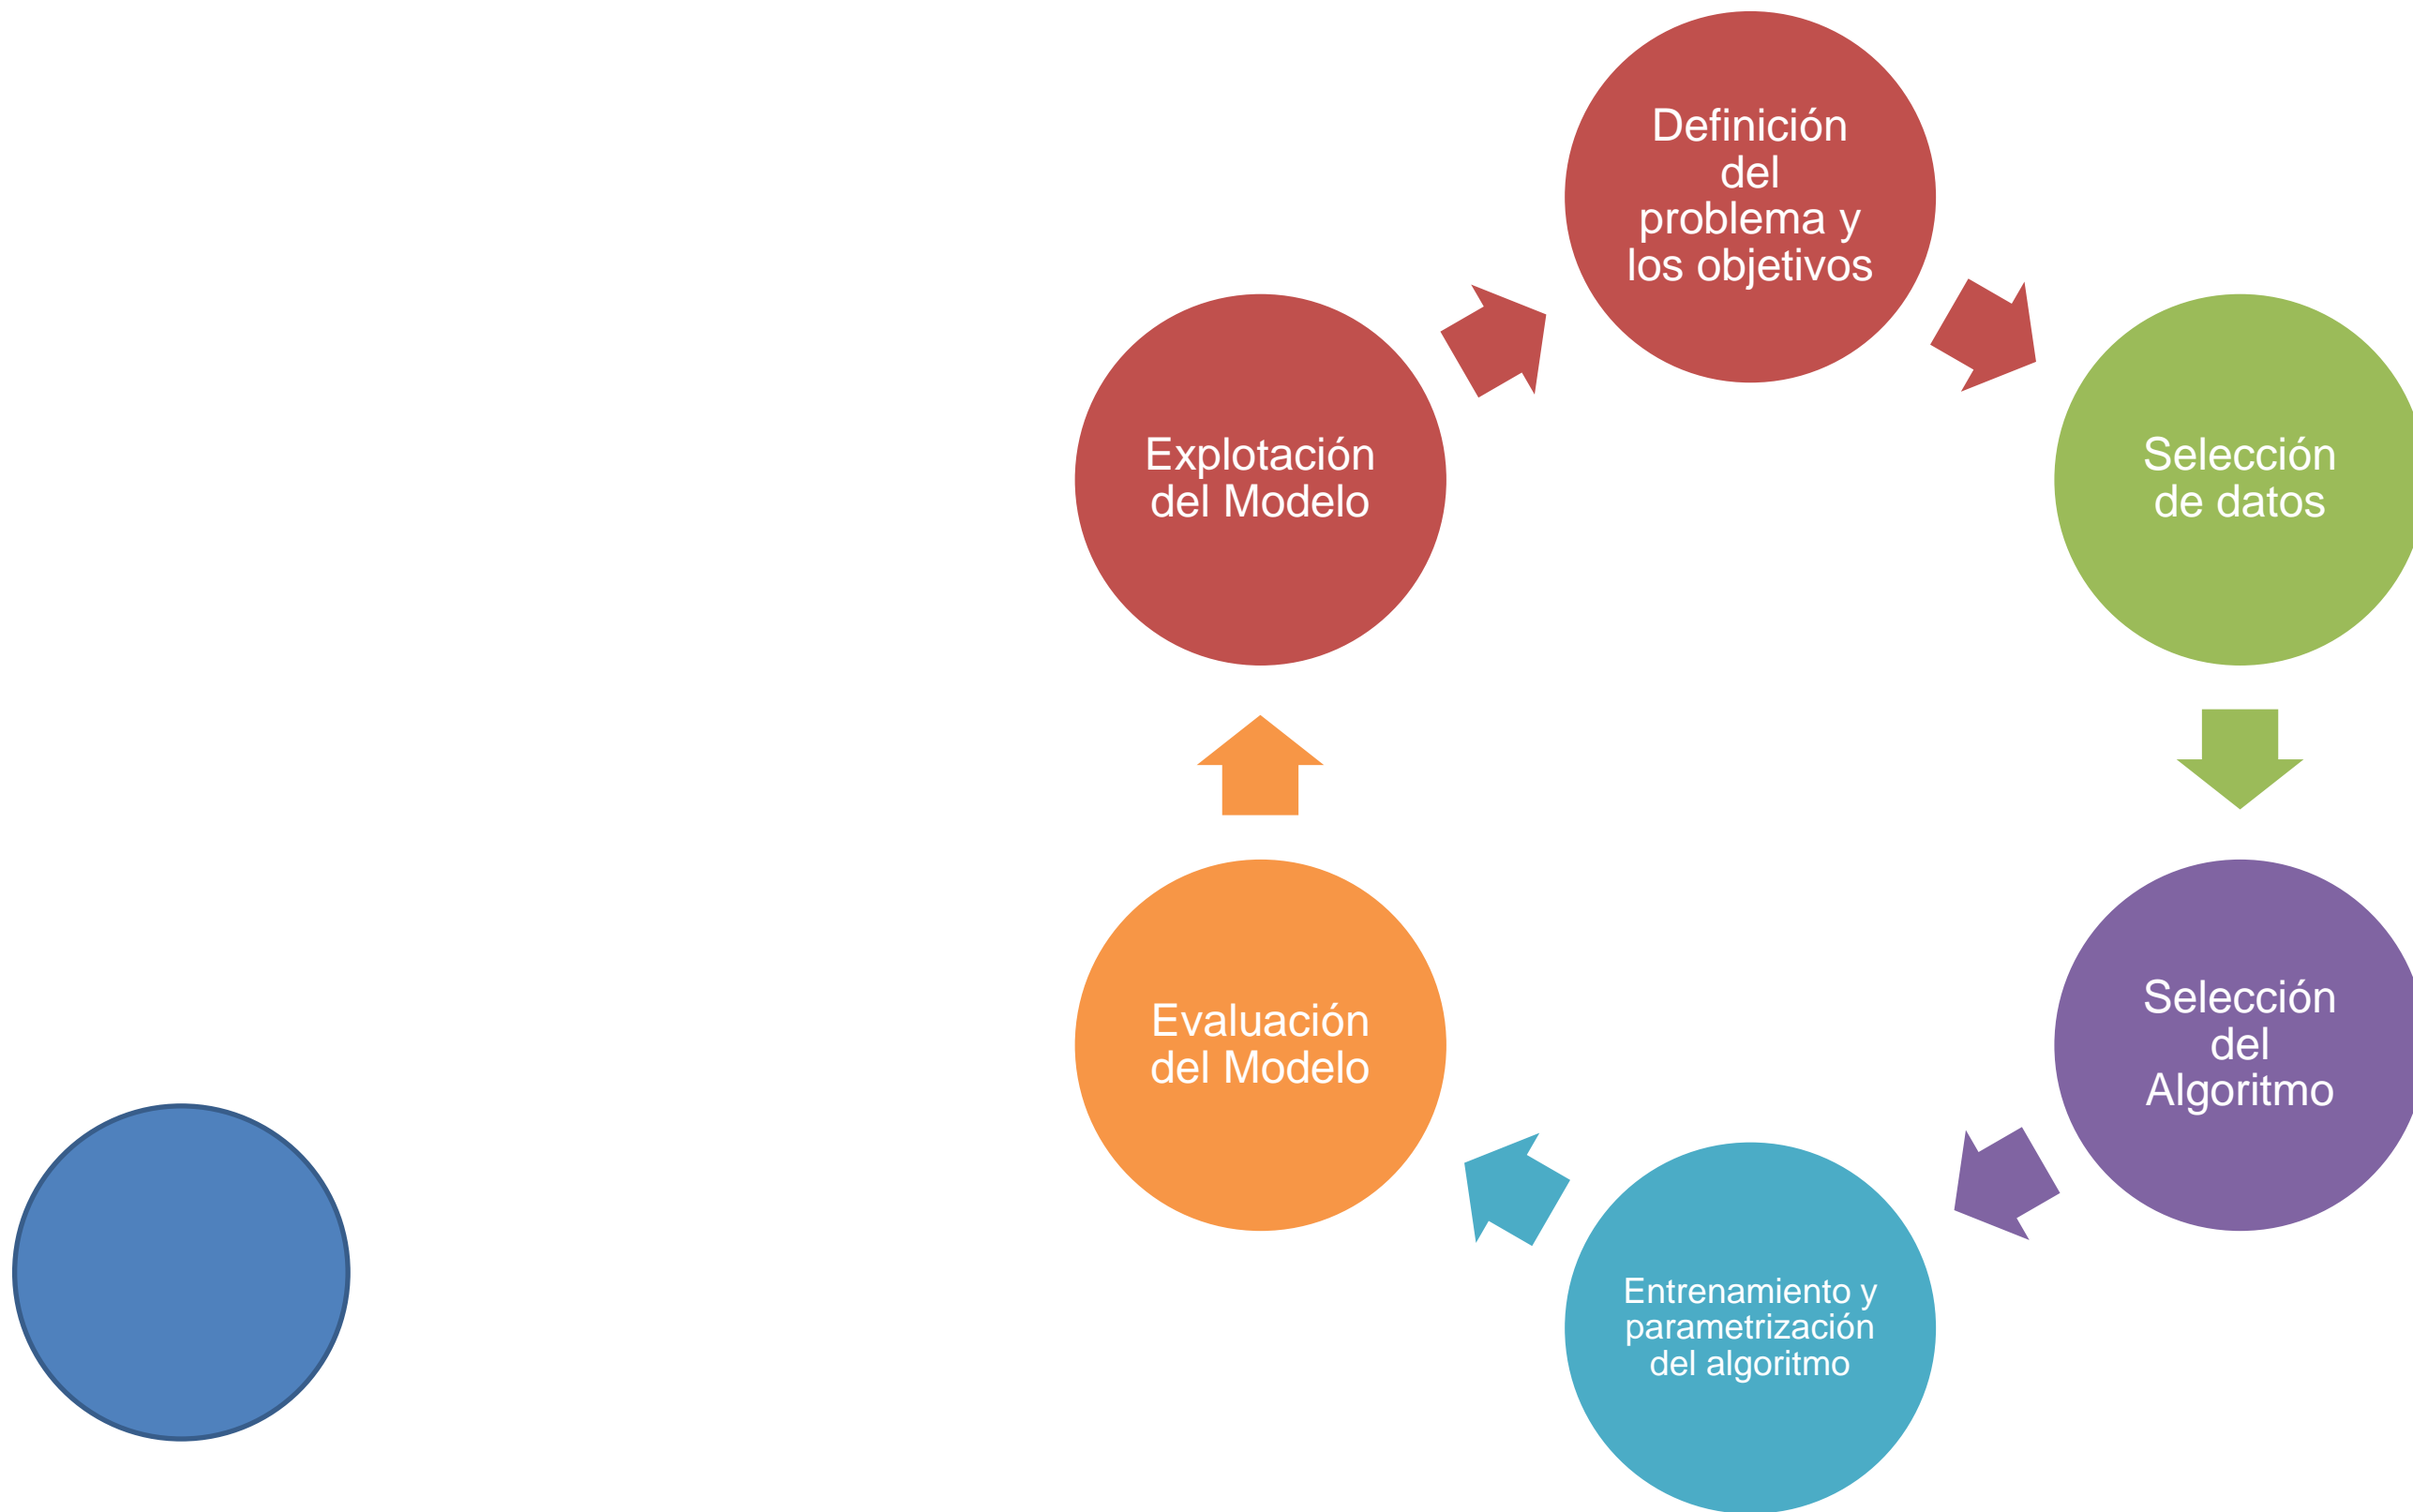 Definición
del
problema y
los objetivos
Selección
de datos
Selección
del
Algoritmo
Entrenamiento y
parametrización
del algoritmo
Evaluación
del Modelo
Explotación
del Modelo